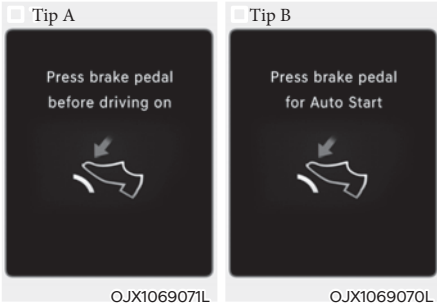 Tip A
Press brake pedal
before driving on
OJX1069071L
Tip B
Press brake pedal
for Auto Start
OJX1069070L